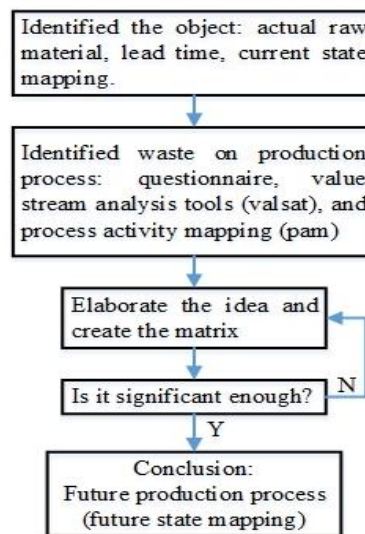 Identified the object: actual raw
material, lead time, current state
mapping.
Identified waste on production
process: questionnaire, value
stream analysis tools (valsat), and
process activity mapping (pam)
Elaborate the idea and
create the matrix
Is it significant enough?
N
Y
Conclusion:
Future production process
(future state mapping)